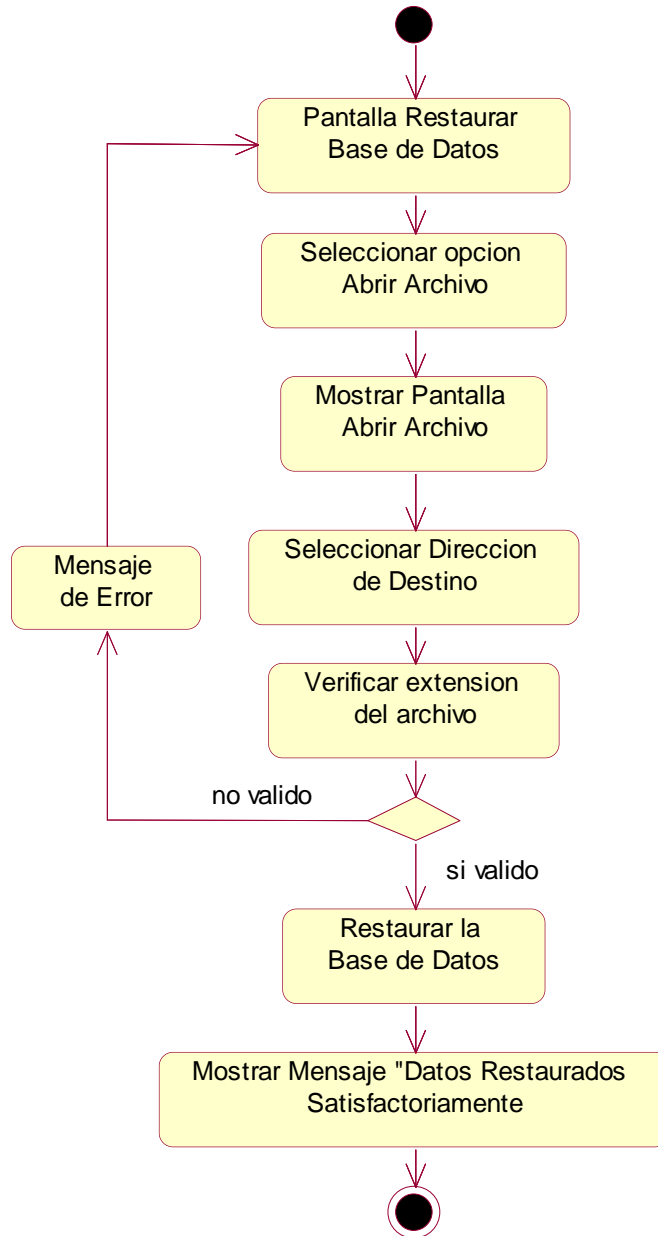 Pantalla Restaurar
Base de Datos
Seleccionar opcion
Abrir Archivo
Mostrar Pantalla
Abrir Archivo
Seleccionar Direccion
de Destino
Mensaje
de Error
Verificar extension
del archivo
no valido
si valido
Restaurar la
Base de Datos
Mostrar Mensaje "Datos Restaurados
Satisfactoriamente